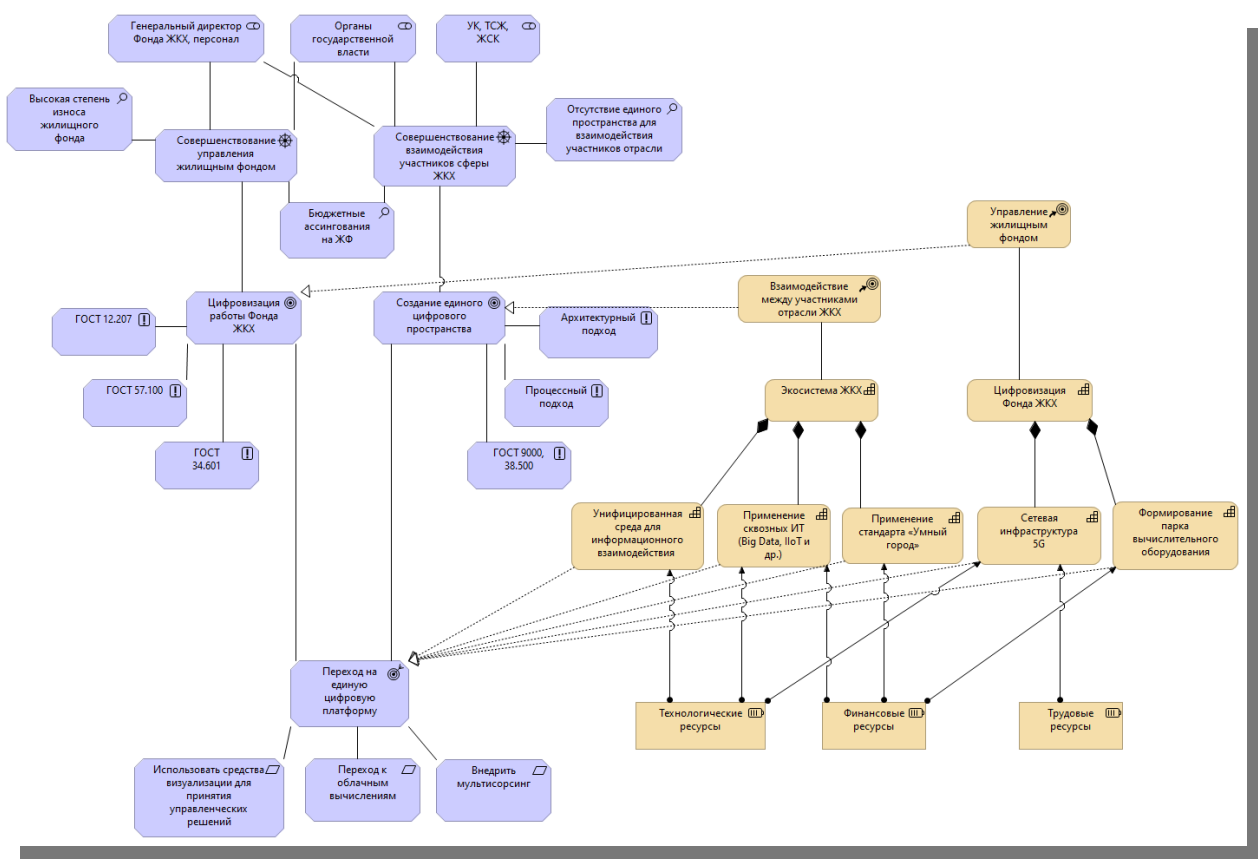 Генеральный директор
Фонда ЖКХ, персонал
Органы
государственной
власти
УК, ТСЖ,
ЖСК
Высокая степень
износа
жилищного
фонда
Совершенствование
управления
жилищным фондом
Совершенствование
взаимодействия
участников сферы
ЖКХ
Отсутствие единого
пространства для
взаимодействия
участников отрасли
Бюджетные
ассингования
на ЖФ
Управление
жилищным
фондом
Взаимодействие
между участниками
отрасли ЖКХ
Цифровизация
работы Фонда
ЖКХ
Создание единого
цифрового
пространства
ГОСТ 12.207
Архитектурный
подход
ГОСТ 57.100
Процессный
подход
Экосистема ЖКХ
Цифровизация
Фонда ЖКХ
ГОСТ
34.601
ГОСТ 9000,
38.500
Унифицированная
среда для
информационного
взаимодействия
Применение
сквозных ИТ
(Big Data, IIoT и
др.)
Применение
стандарта «Умный
город»
Сетевая
инфраструктура
5G
Формирование
парка
вычислительного
оборудования
Переход на
единую
цифровую
платформу
Технологические
ресурсы
Финансовые
ресурсы
Трудовые
ресурсы
Использовать средства
визуализации для
принятия
управленческих
решений
Переход к
облачным
вычислениям
Внедрить
мультисорсинг